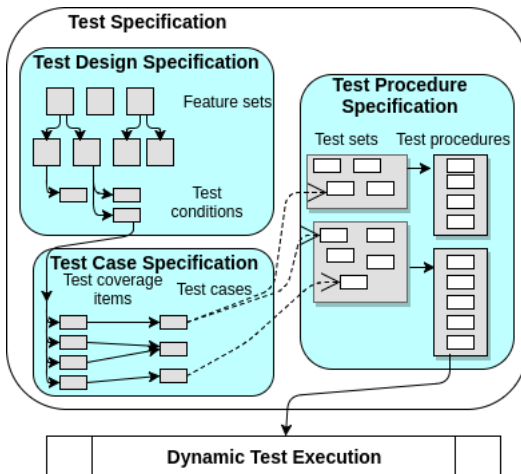 Test Specification
Test Design Specification
Feature sets
Test
conditions
Test Case Specification
Test coverage
items
Test cases
Test Procedure
Specification
Test sets
Test procedures
Dynamic Test Execution